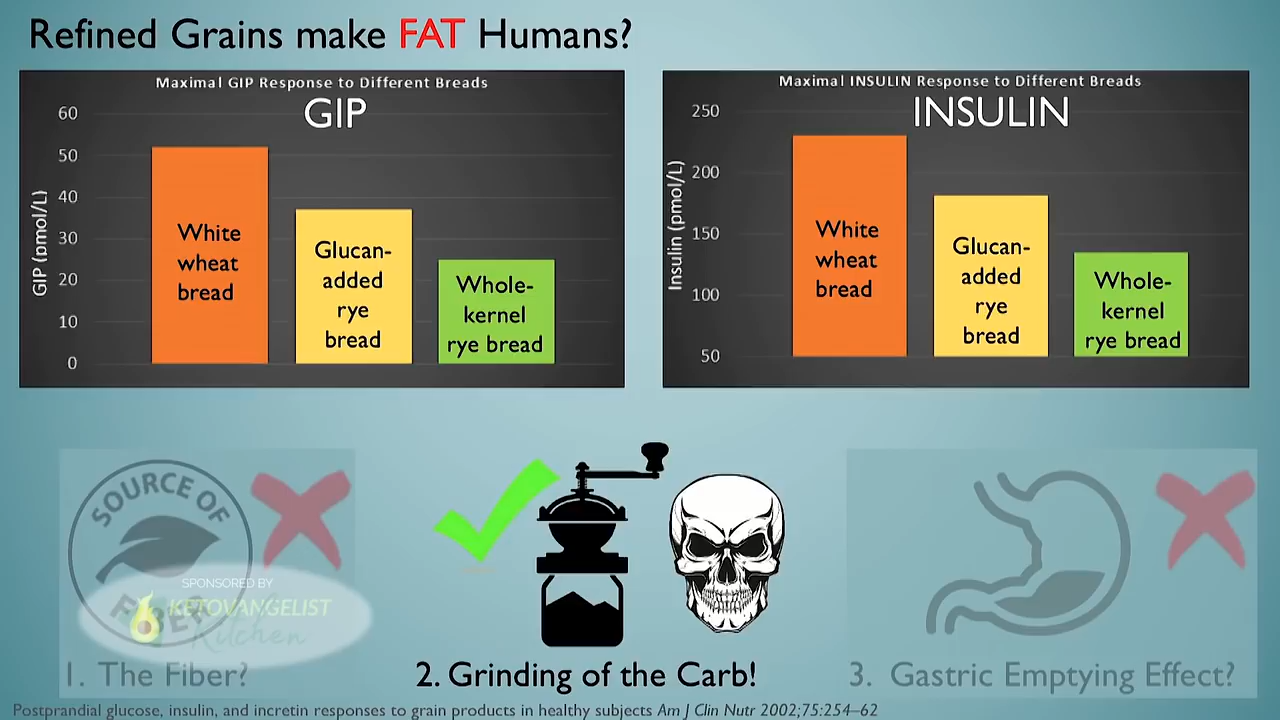 Refined Grains make FAT Humans?
Maximal GIP Response to Different Breads
GIP
60
50
40
30
20
10
0
GIP (pmol/L)
White
wheat
bread
Glucan-
added
rye
bread
Whole-
kernel
rye bread
Maximal INSULIN Response to Different Breads
INSULIN
250
200
150
100
50
Insulin (pmol/L)
White
wheat
bread
Glucan-
added
rye
bread
Whole-
kernel
rye bread
SOURCE OF
FIBER
SPONSORED BY
KETOVANGELIST
Kitchen
1. The Fiber?
2. Grinding of the Carb!
3. Gastric Emptying Effect?
Postprandial glucose, insulin, and incretin responses to grain products in healthy subjects Am J Clin Nutr 2002;75:254–62